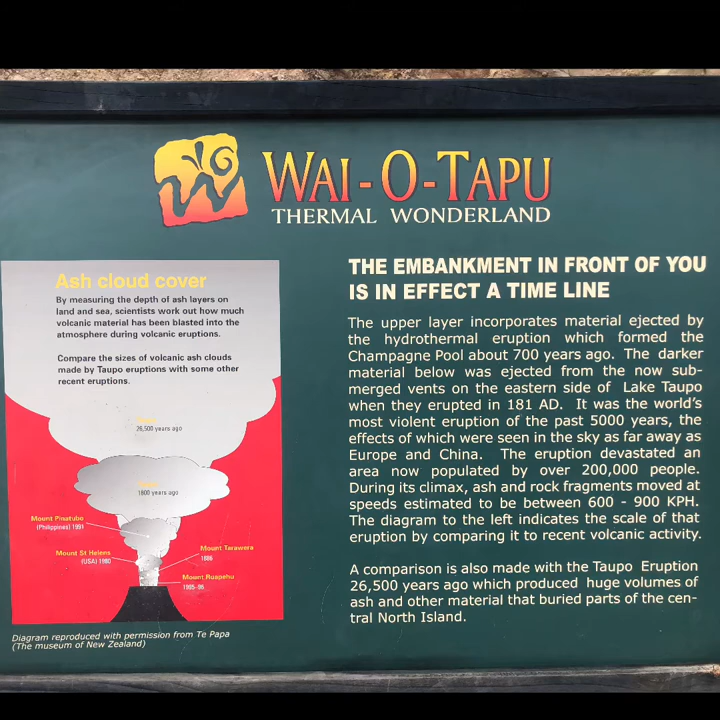 WAI-O-TAPU
THERMAL WONDERLAND
Ash cloud cover
By measuring the depth of ash layers on
land and sea, scientists work out how much
volcanic material has been blasted into the
atmosphere during volcanic eruptions.
Compare the sizes of volcanic ash clouds
made by Taupo eruptions with some other
recent eruptions.
26,500 years ago
1800 years ago
Mount Pinatubo
(Philippines) 1991
Mount St Helens
(USA) 1980
Mount Tarawera
1886
Mount Ruapehu
1995-96
Diagram reproduced with permission from Te Papa
(The museum of New Zealand)
THE EMBANKMENT IN FRONT OF YOU
IS IN EFFECT A TIME LINE
The upper layer incorporates material ejected by
the hydrothermal eruption which formed the
Champagne Pool about 700 years ago. The darker
material below was ejected from the now sub-
merged vents on the eastern side of Lake Taupo
when they erupted in 181 AD. It was the world's
most violent eruption of the past 5000 years, the
effects of which were seen in the sky as far away as
Europe and China. The eruption devastated an
area now populated by over 200,000 people.
During its climax, ash and rock fragments moved at
speeds estimated to be between 600 - 900 KPH.
The diagram to the left indicates the scale of that
eruption by comparing it to recent volcanic activity.
A comparison is also made with the Taupo Eruption
26,500 years ago which produced huge volumes of
ash and other material that buried parts of the cen-
tral North Island.